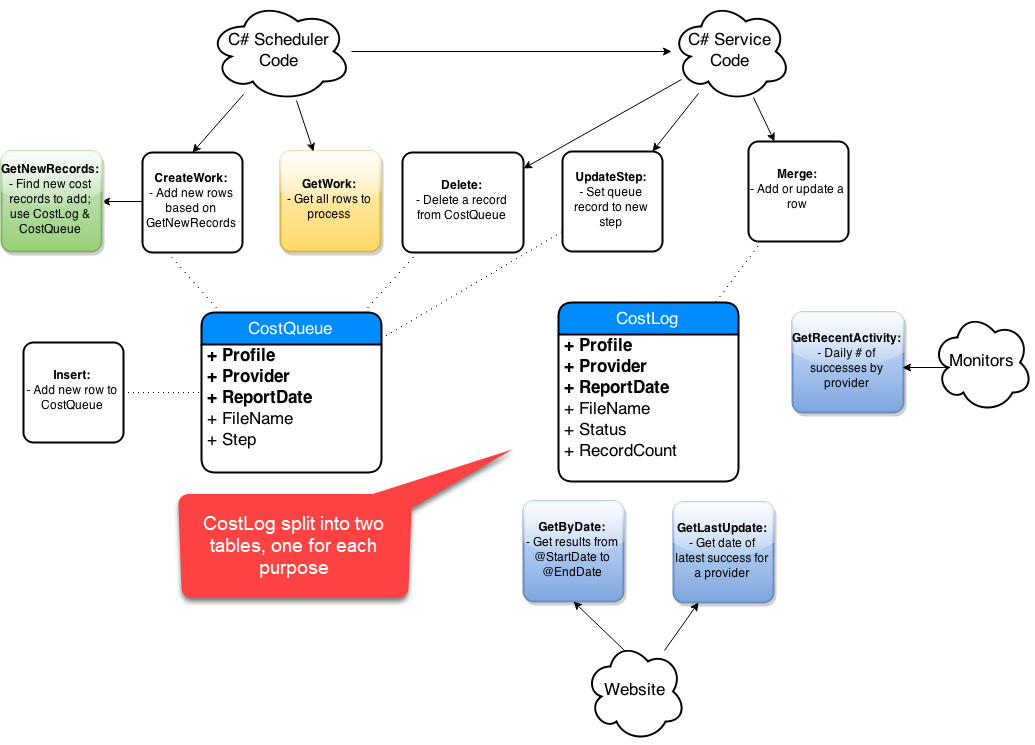 C# Scheduler
Code
C# Service
Code
GetNewRecords:
- Find new cost
records to add;
use CostLog &
CostQueue
CreateWork:
- Add new rows
based on
GetNewRecords
GetWork:
- Get all rows to
process
Delete:
- Delete a record
from CostQueue
UpdateStep:
- Set queue
record to new
step
Merge:
- Add or update a
row
Insert:
- Add new row to
CostQueue
CostQueue
+ Profile
+ Provider
+ ReportDate
+ FileName
+ Step
CostLog
+ Profile
+ Provider
+ ReportDate
+ FileName
+ Status
+ RecordCount
GetRecentActivity:
- Daily # of
successes by
provider
Monitors
CostLog split into two
tables, one for each
purpose
GetByDate:
- Get results from
@StartDate to
@EndDate
GetLastUpdate:
- Get date of
latest success for
a provider
Website